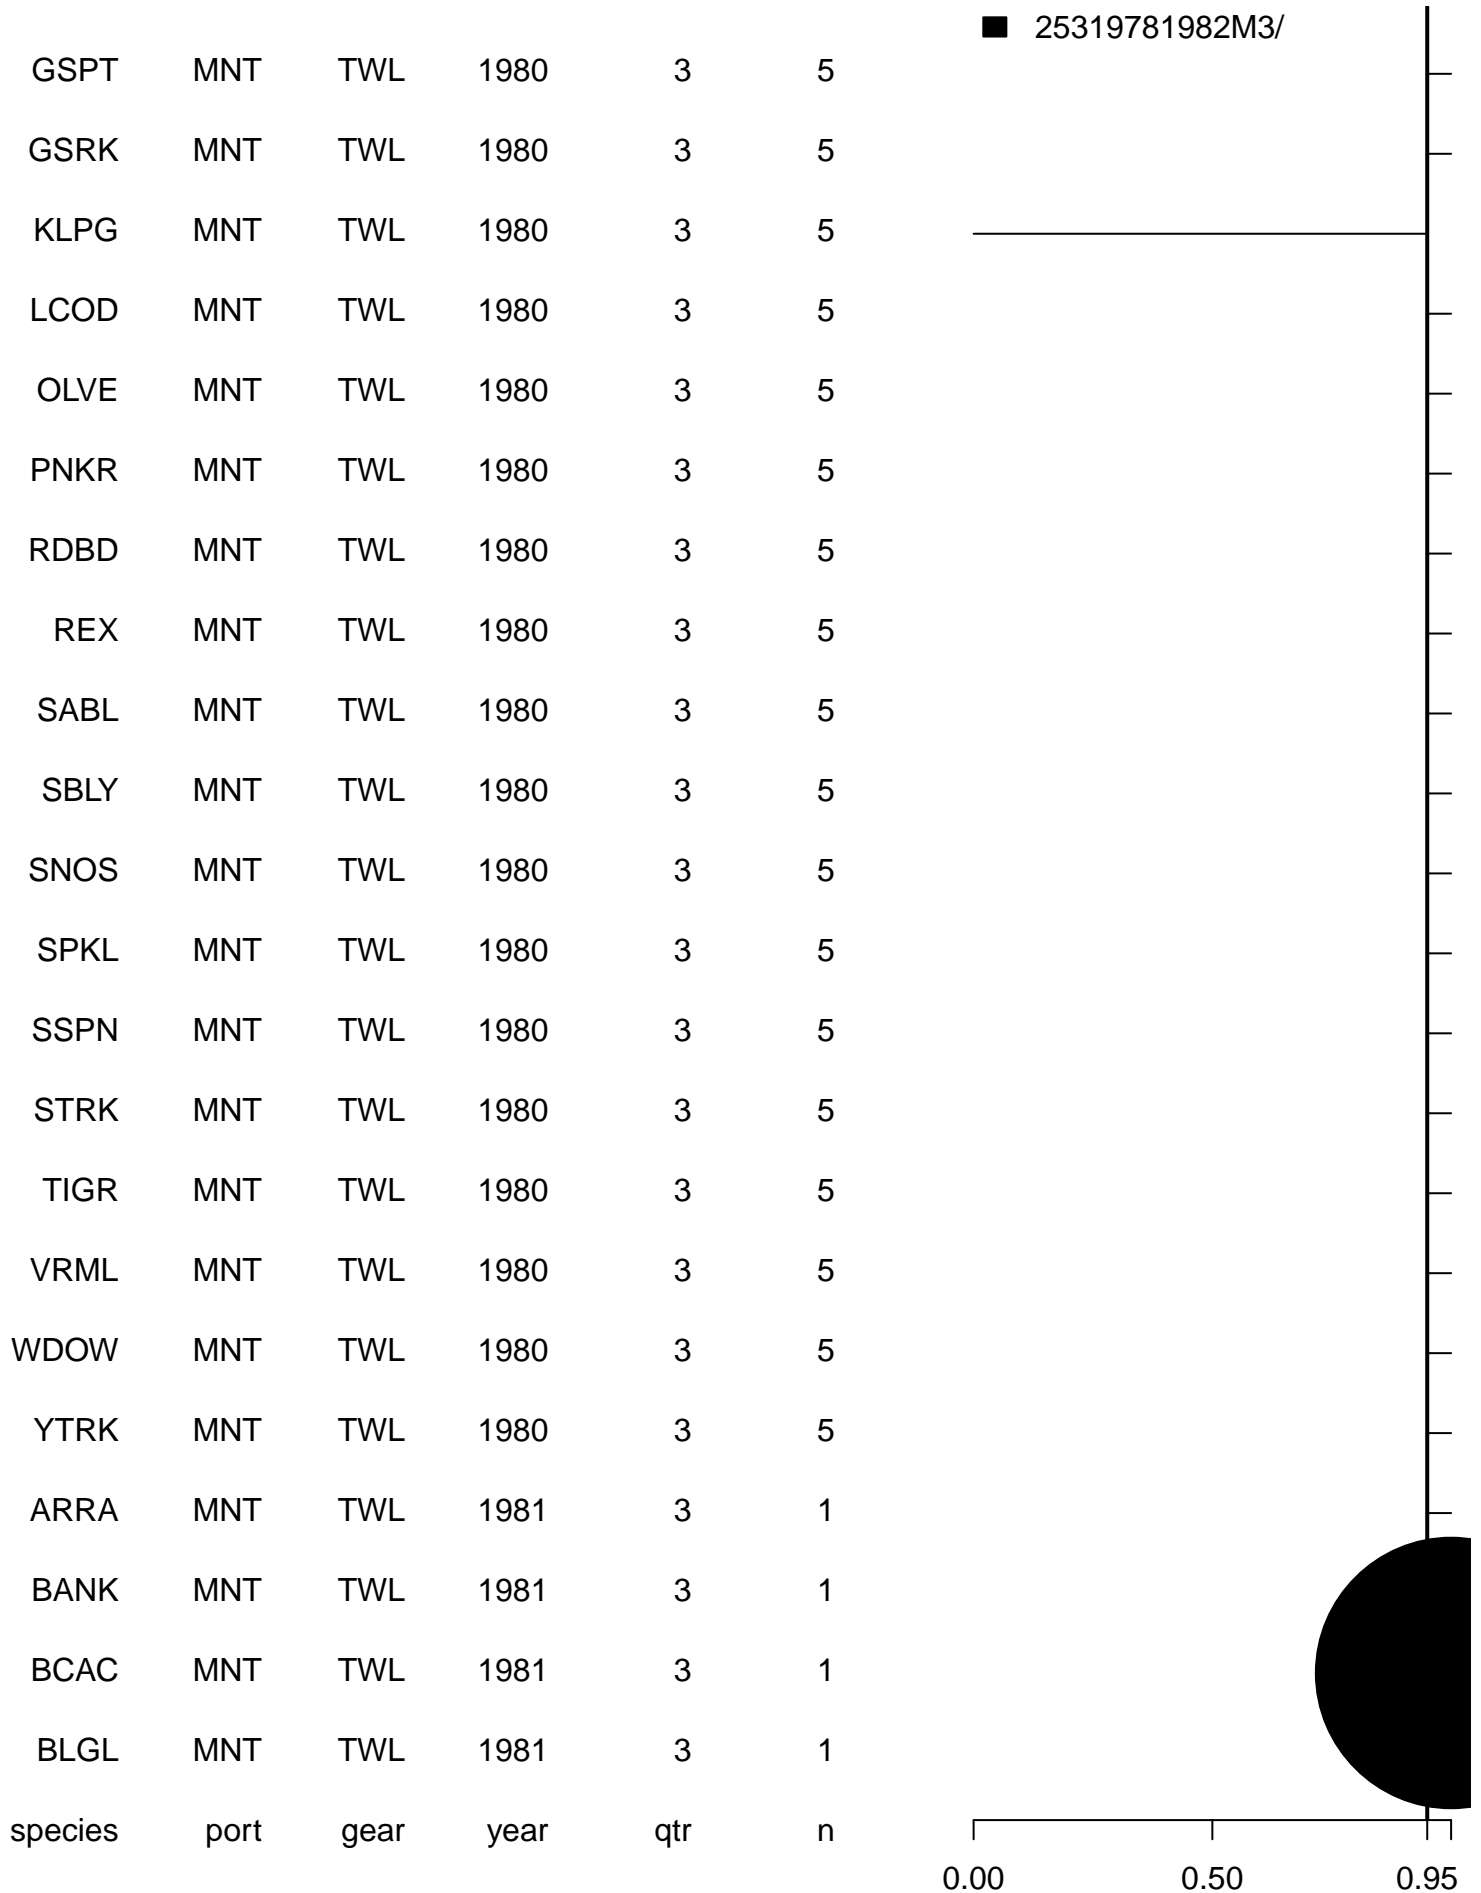 25319781982M3/
GSPT MNT TWL 1980 3 5
GSRK MNT TWL 1980 3 5
KLPG MNT TWL 1980 3 5
LCOD MNT TWL 1980 3 5
OLVE MNT TWL 1980 3 5
PNKR MNT TWL 1980 3 5
RDBD MNT TWL 1980 3 5
REX MNT TWL 1980 3 5
SABL MNT TWL 1980 3 5
SBLY MNT TWL 1980 3 5
SNOS MNT TWL 1980 3 5
SPKL MNT TWL 1980 3 5
SSPN MNT TWL 1980 3 5
STRK MNT TWL 1980 3 5
TIGR MNT TWL 1980 3 5
VRML MNT TWL 1980 3 5
WDOW MNT TWL 1980 3 5
YTRK MNT TWL 1980 3 5
ARRA MNT TWL 1981 3 1
BANK MNT TWL 1981 3 1
BCAC MNT TWL 1981 3 1
BLGL MNT TWL 1981 3 1
species port gear year qtr n
0.00 0.50 0.95